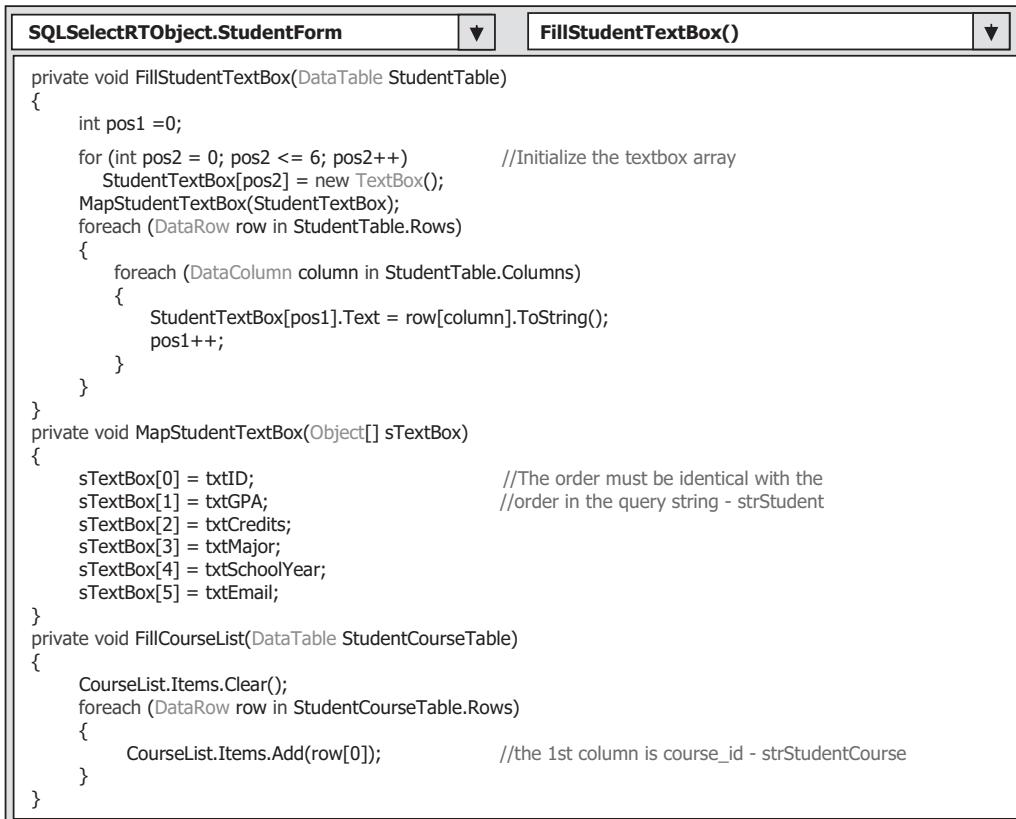 SQLSelectRTObject.StudentForm FillStudentTextBox()
private void FillStudentTextBox(DataTable StudentTable)
{
int pos1 =0;
for (int pos2 = 0; pos2 <= 6; pos2++) //Initialize the textbox array
StudentTextBox[pos2] = new TextBox();
MapStudentTextBox(StudentTextBox);
foreach (DataRow row in StudentTable.Rows)
{
foreach (DataColumn column in StudentTable.Columns)
{
StudentTextBox[pos1].Text = row[column].ToString();
pos1++;
}
}
}
private void MapStudentTextBox(Object[] sTextBox)
{
sTextBox[0] = txtID; //The order must be identical with the
sTextBox[1] = txtGPA; //order in the query string - strStudent
sTextBox[2] = txtCredits;
sTextBox[3] = txtMajor;
sTextBox[4] = txtSchoolYear;
sTextBox[5] = txtEmail;
}
private void FillCourseList(DataTable StudentCourseTable)
{
CourseList.Items.Clear();
foreach (DataRow row in StudentCourseTable.Rows)
{
CourseList.Items.Add(row[0]); //the 1st column is course_id - strStudentCourse
}
}